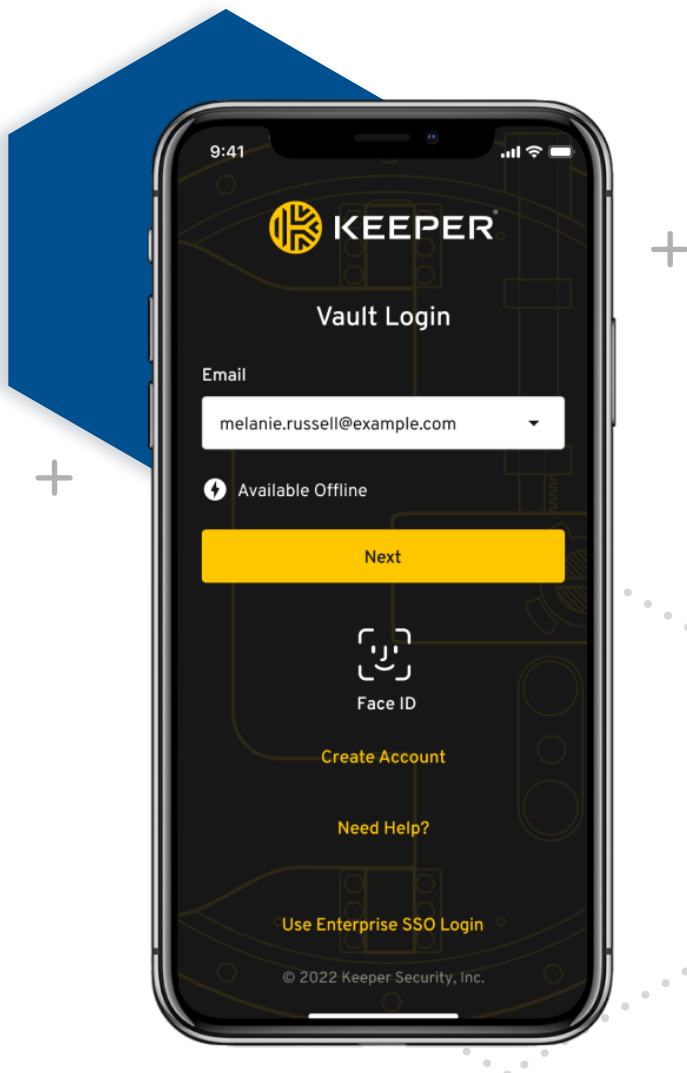 9:41
KEEPER®
Vault Login
Email
melanie.russell@example.com
Available Offline
Next
Face ID
Create Account
Need Help?
Use Enterprise SSO Login
© 2022 Keeper Security, Inc.